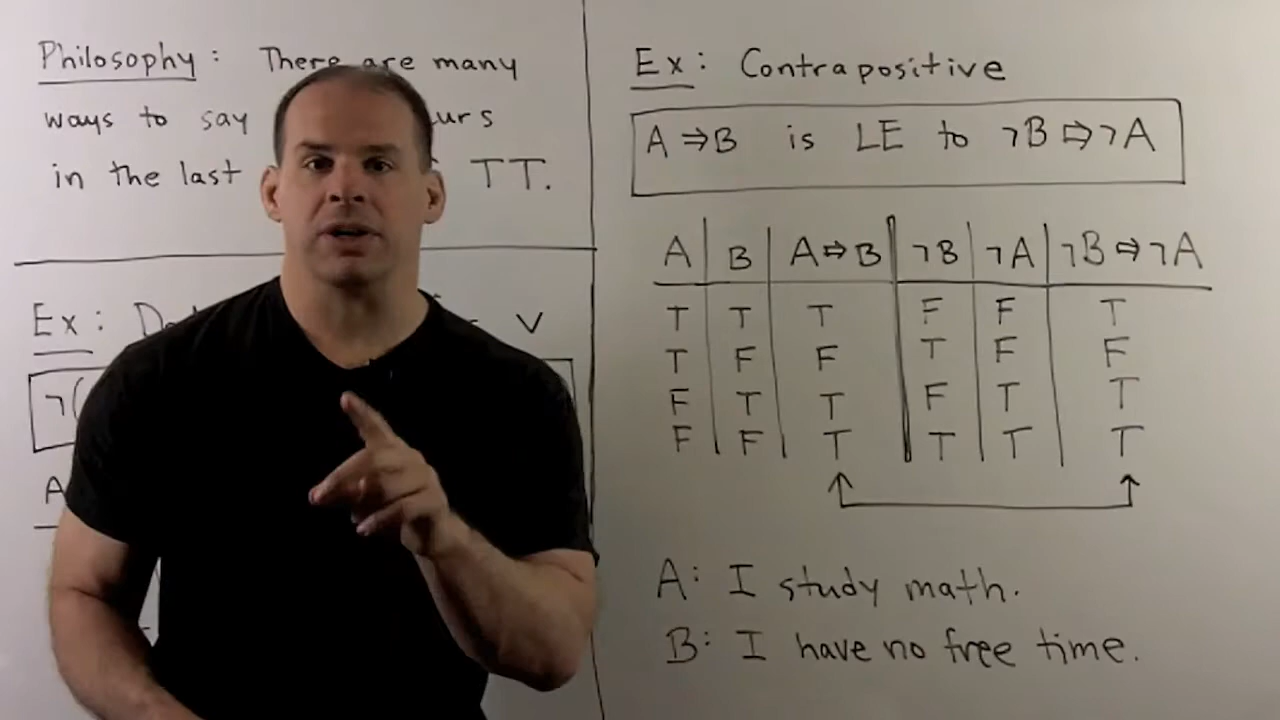 Philosophy: There are many
ways to say
in the last TT.
Ex: v
¬(
A
Ex: Contrapositive
A ⇒ B is LE to ¬B ⇒ ¬A
A B A ⇒ B ¬B ¬A ¬B ⇒ ¬A
T T T F F T
T F F T F F
F T T F T T
F F T T T T
A: I study math.
B: I have no free time.